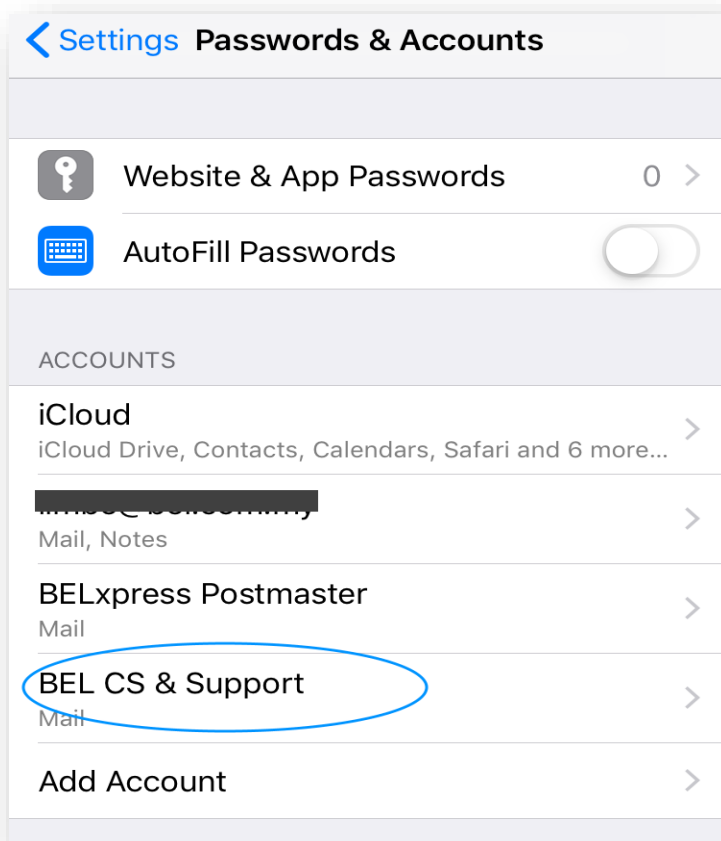 Settings Passwords & Accounts
Website & App Passwords 0
AutoFill Passwords
ACCOUNTS
iCloud
iCloud Drive, Contacts, Calendars, Safari and 6 more...
Mail, Notes
BELxpress Postmaster
Mail
BEL CS & Support
Mail
Add Account